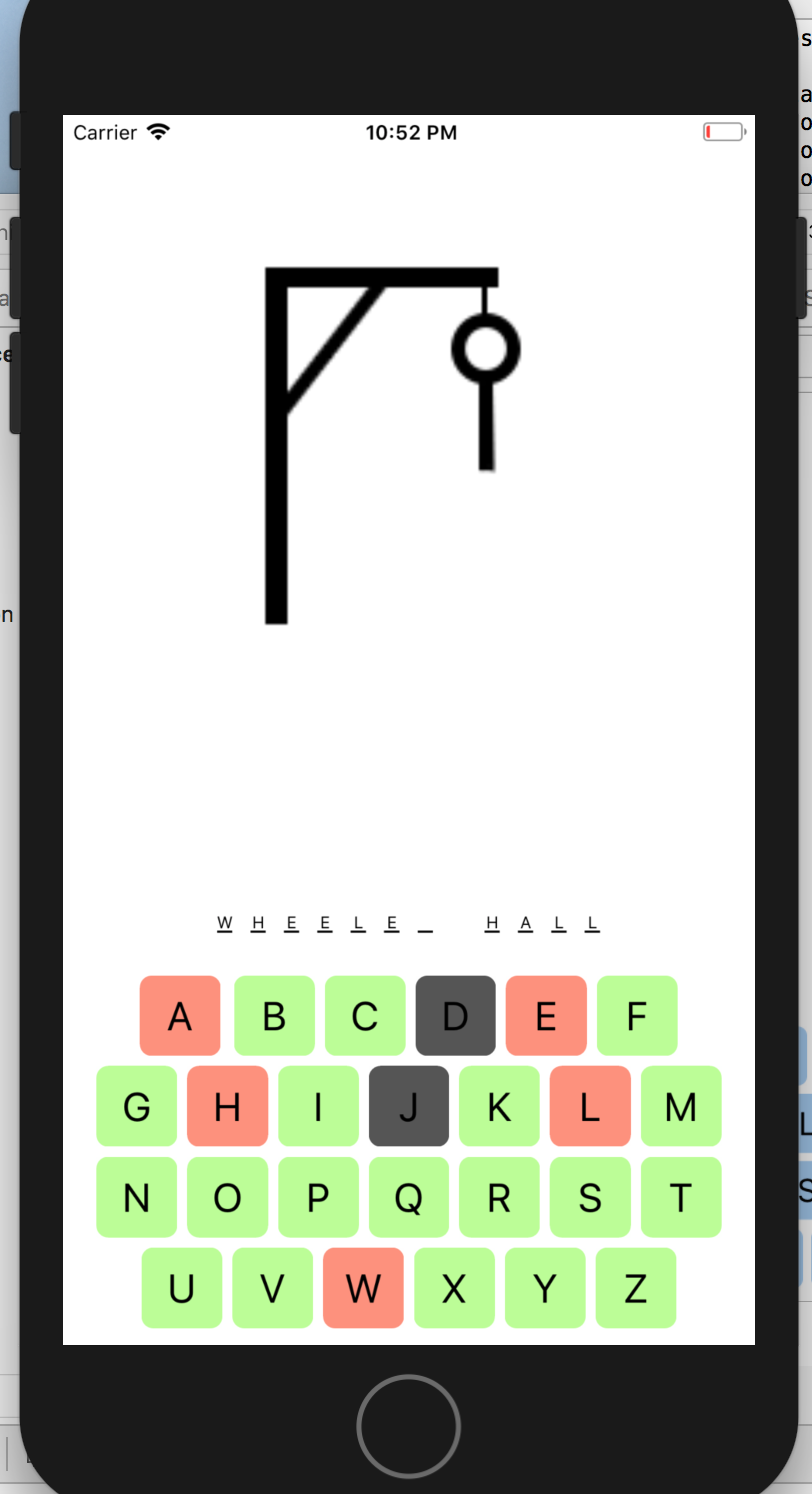 Carrier 10:52 PM
W H E E L E _ H A L L
A B C D E F
G H I J K L M
N O P Q R S T
U V W X Y Z